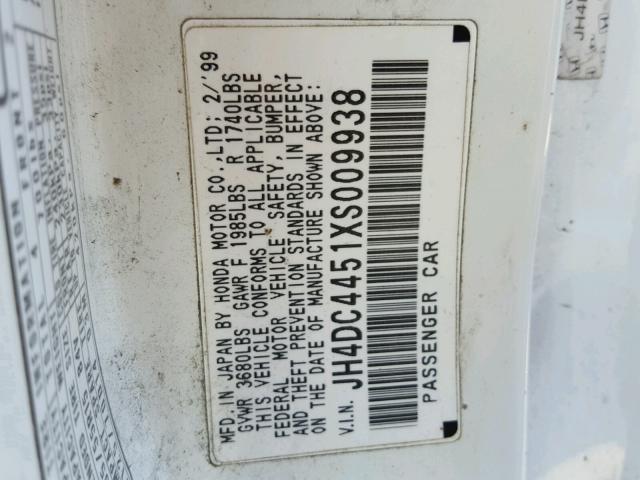 MFD. IN JAPAN BY HONDA MOTOR CO., LTD; 2/'99
GVWR 3680LBS GAWR F 1985LBS R 1740LBS
THIS VEHICLE CONFORMS TO ALL APPLICABLE
FEDERAL MOTOR VEHICLE SAFETY, BUMPER,
AND THEFT PREVENTION STANDARDS IN EFFECT
ON THE DATE OF MANUFACTURE SHOWN ABOVE:
V.I.N. JH4DC4451XS009938
PASSENGER CAR
JH4